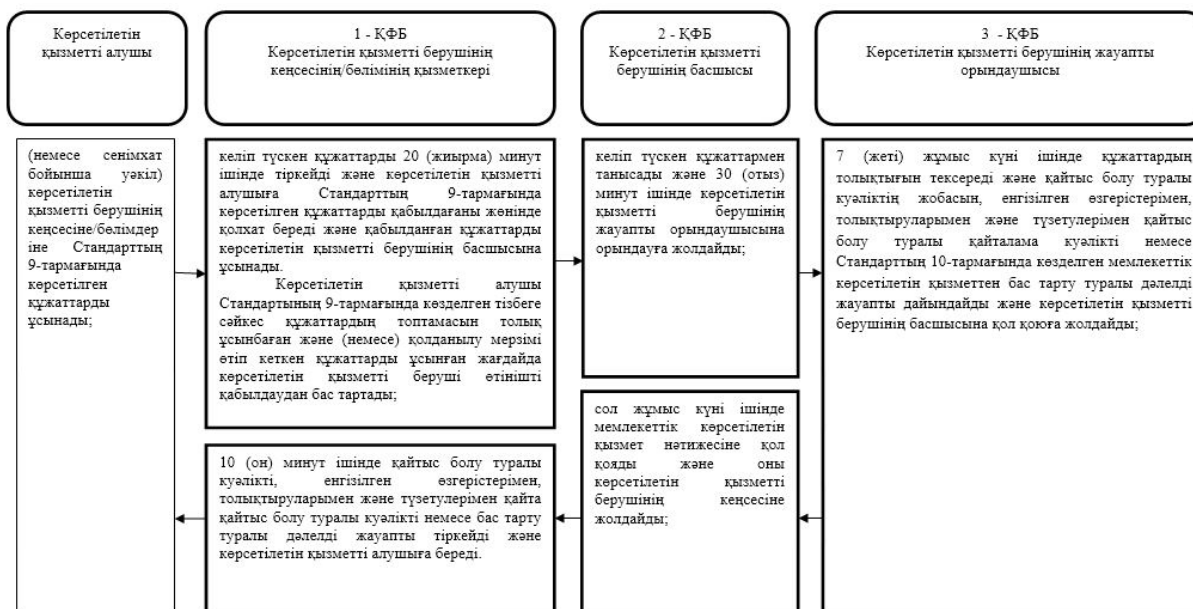 Көрсетілетін
қызметті алушы
1 - ҚФБ
Көрсетілетін қызметті берушінің
кеңсесінің/бөлімінің қызметкері
2 - ҚФБ
Көрсетілетін қызметті
берушінің басшысы
3 - ҚФБ
Көрсетілетін қызметті берушінің жауапты
орындаушысы
(немесе сенімхат
бойынша уәкіл)
көрсетілетін
қызметті берушінің
кеңсесіне/бөлімдер
іне Стандарттың
9-тармағында
көрсетілген
құжаттарды
ұсынады;
келіп түскен құжаттарды 20 (жиырма) минут
ішінде тіркейді және көрсетілетін қызметті
алушыға Стандарттың 9-тармағында
көрсетілген құжаттарды қабылдағаны жөнінде
қолхат береді және қабылданған құжаттарды
көрсетілетін қызметті берушінің басшысына
ұсынады.
Көрсетілетін қызметті алушы
Стандартының 9-тармағында көзделген тізбеге
сәйкес құжаттардың топтамасын толық
ұсынбаған және (немесе) қолданылу мерзімі
өтіп кеткен құжаттарды ұсынған жағдайда
көрсетілетін қызметті беруші өтінішті
қабылдаудан бас тартады;
келіп түскен құжаттармен
танысады және 30 (отыз)
минут ішінде көрсетілетін
қызметті берушінің
жауапты орындаушысына
орындауға жолдайды;
7 (жеті) жұмыс күні ішінде құжаттардың
толықтығын тексереді және қайтыс болу туралы
куәліктің жобасын, енгізілген өзгерістерімен,
толықтыруларымен және түзетулерімен қайтыс
болу туралы қайталама куәлікті немесе
Стандарттың 10-тармағында көзделген мемлекеттік
көрсетілетін қызметтен бас тарту туралы дәлелді
жауапты дайындайды және көрсетілетін қызметті
берушінің басшысына қол қоюға жолдайды;
сол жұмыс күні ішінде
мемлекеттік көрсетілетін
қызмет нәтижесіне қол
қояды және оны
көрсетілетін қызметті
берушінің кеңсесіне
жолдайды;
10 (он) минут ішінде қайтыс болу туралы
куәлікті, енгізілген өзгерістерімен,
толықтыруларымен және түзетулерімен қайта
қайтыс болу туралы куәлікті немесе бас тарту
туралы дәлелді жауапты тіркейді және
көрсетілетін қызметті алушыға береді.